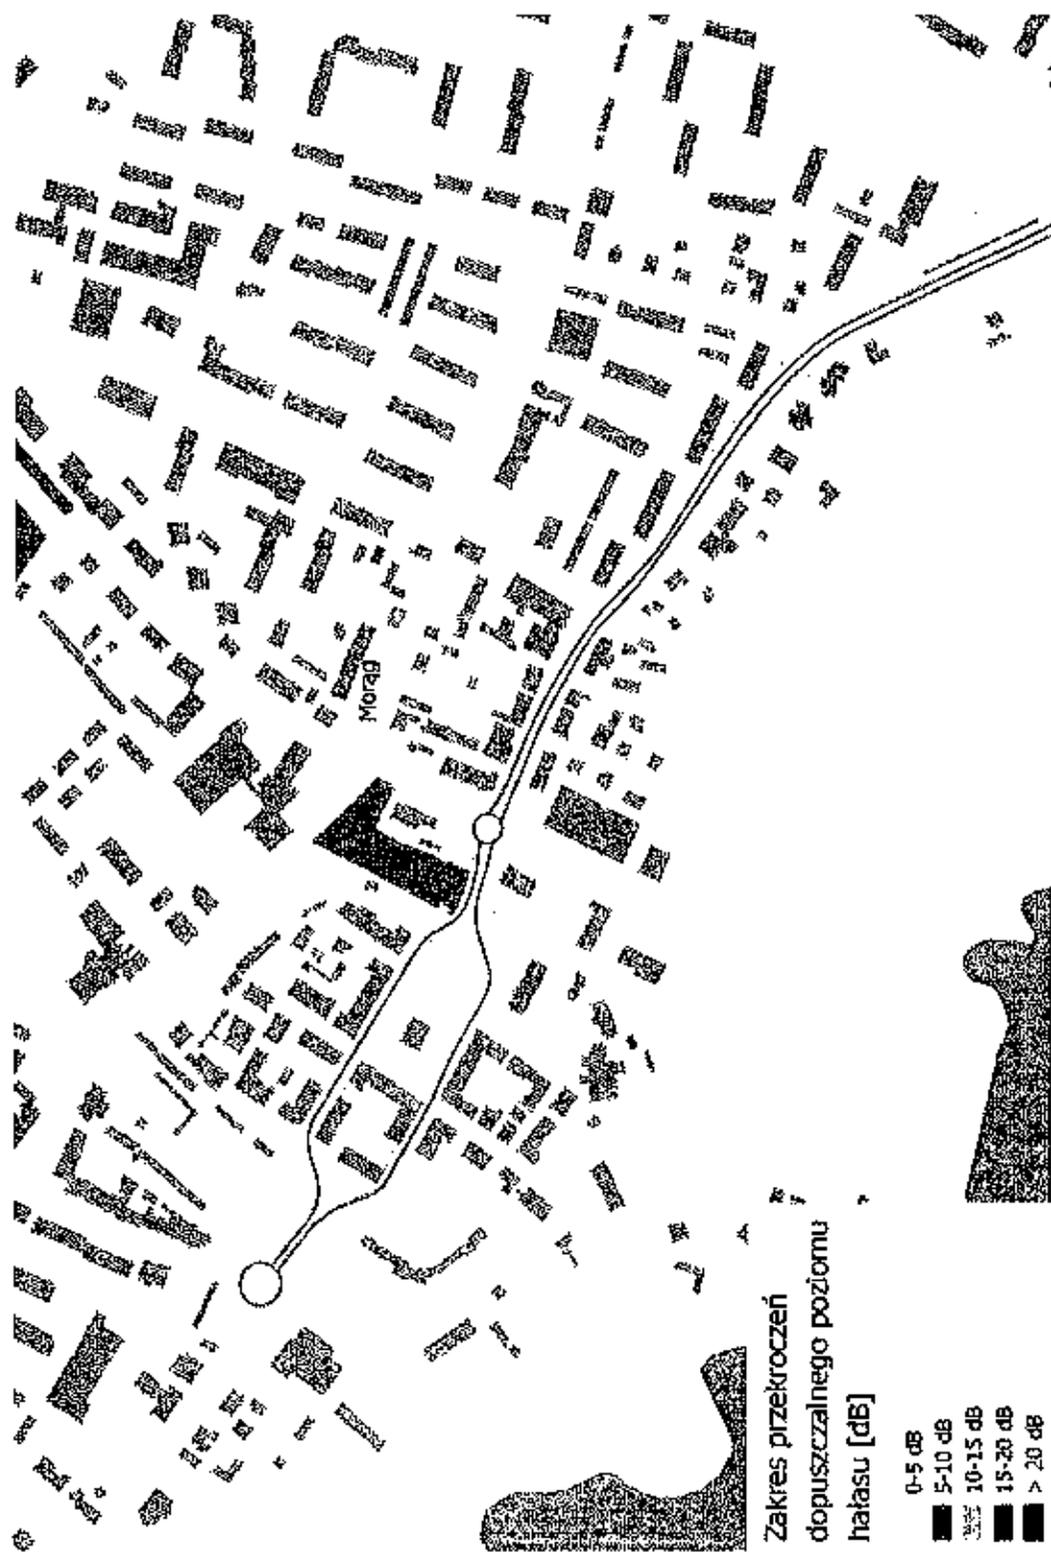 Morąg
Zakres przekroczeń
dopuszczalnego poziomu
hałasu [dB]
0-5 dB
5-10 dB
10-15 dB
15-20 dB
> 20 dB